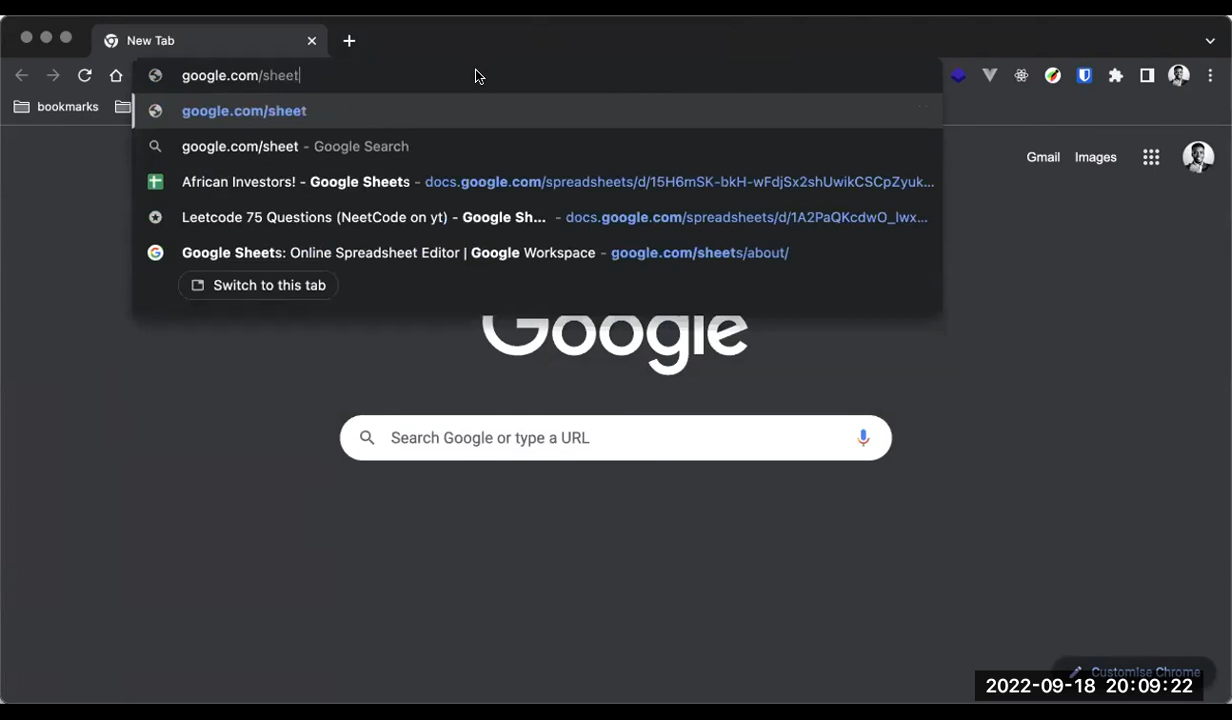 New Tab
google.com/sheet
bookmarks
google.com/sheet
google.com/sheet - Google Search
African Investors! - Google Sheets - docs.google.com/spreadsheets/d/15H6mSK-bkH-wFdjSx2shUwikCSCpZyuk...
Leetcode 75 Questions (NeetCode on yt) - Google Sh... - docs.google.com/spreadsheets/d/1A2PaQKcdwO_lwx...
Google Sheets: Online Spreadsheet Editor | Google Workspace - google.com/sheets/about/
Switch to this tab
Gmail Images
Google
Search Google or type a URL
Customise Chrome
2022-09-18 20:09:22